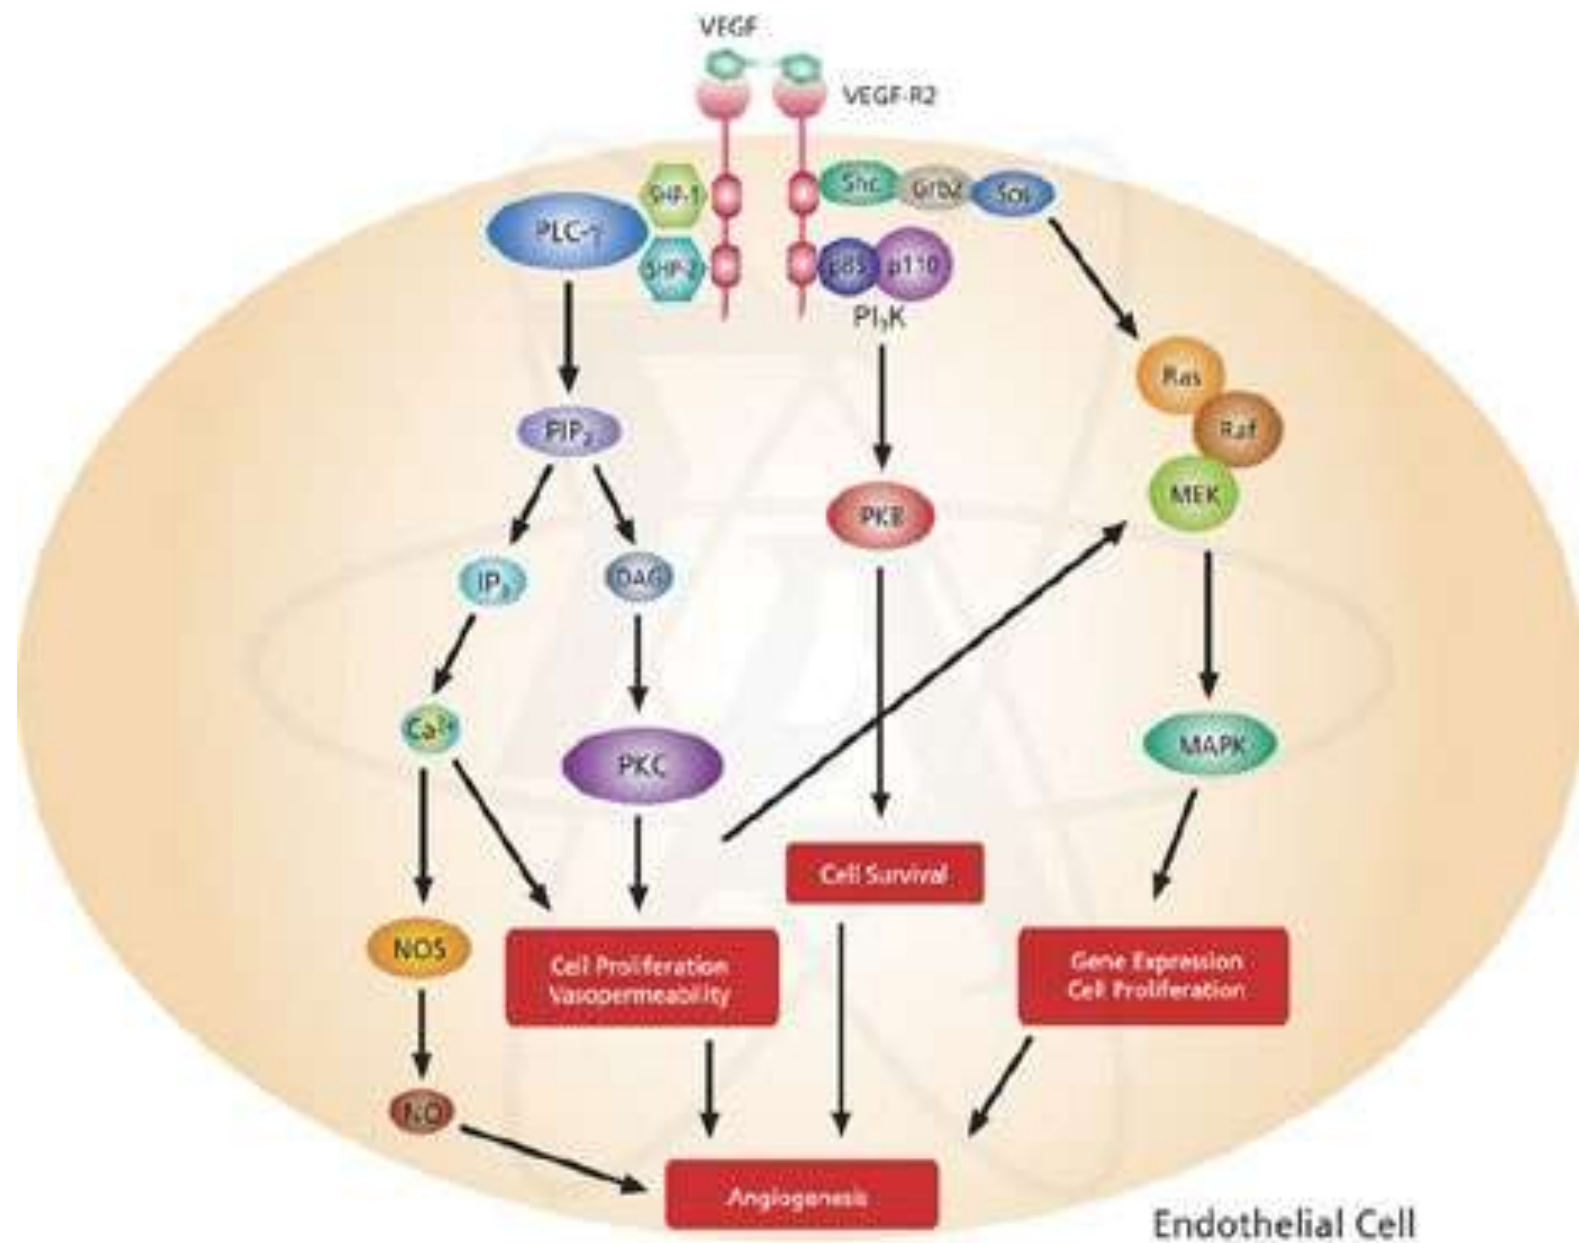 VEGF
VEGF-R2
SHP-1
Shc
Grb2
Sos
PLC-γ
SHP-2
p85
p110
PI₃K
Ras
Raf
PIP₂
MEK
PKB
IP₃
DAG
Ca²⁺
PKC
MAPK
Cell Survival
NOS
Cell Proliferation
Vasopermeability
Gene Expression
Cell Proliferation
NO
Angiogenesis
Endothelial Cell